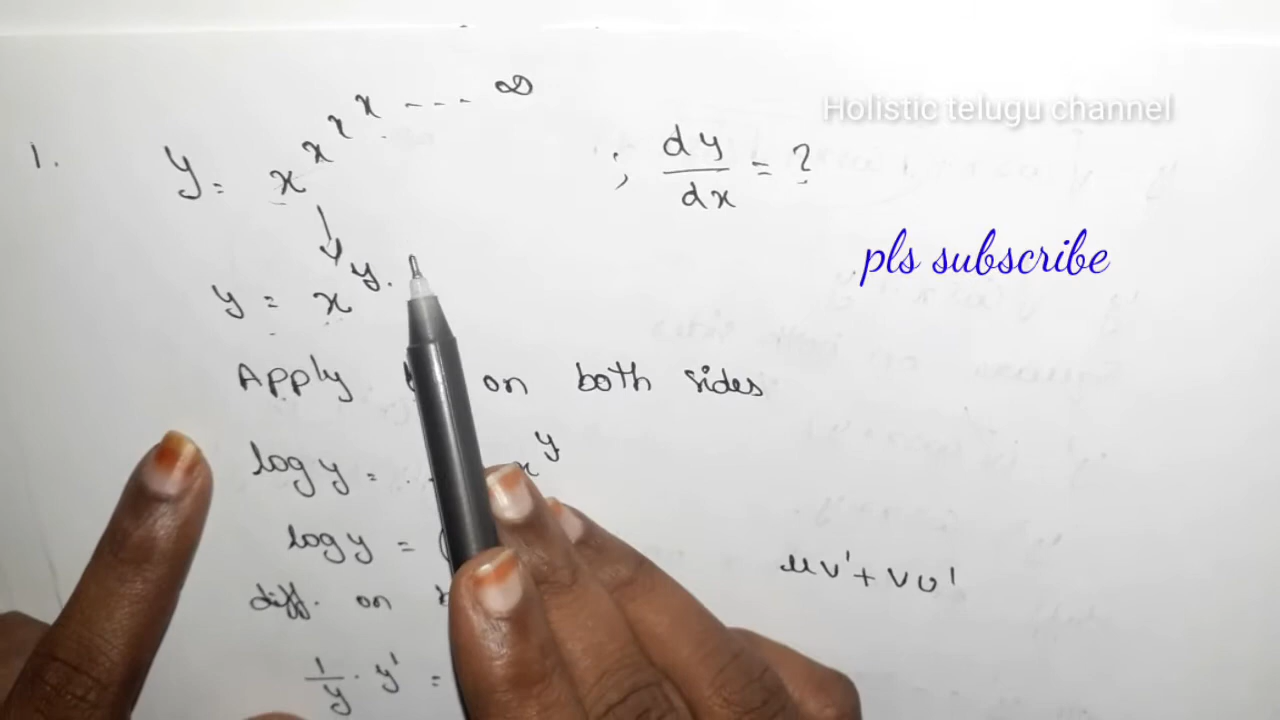 Holistic telugu channel
1. y = x^x^x^x --- ∞ ; dy/dx = ?
pls subscribe
y = x^y.
Apply on both sides
log y = x^y
log y = (
uv' + vu'
diff. on
1/y · y' =